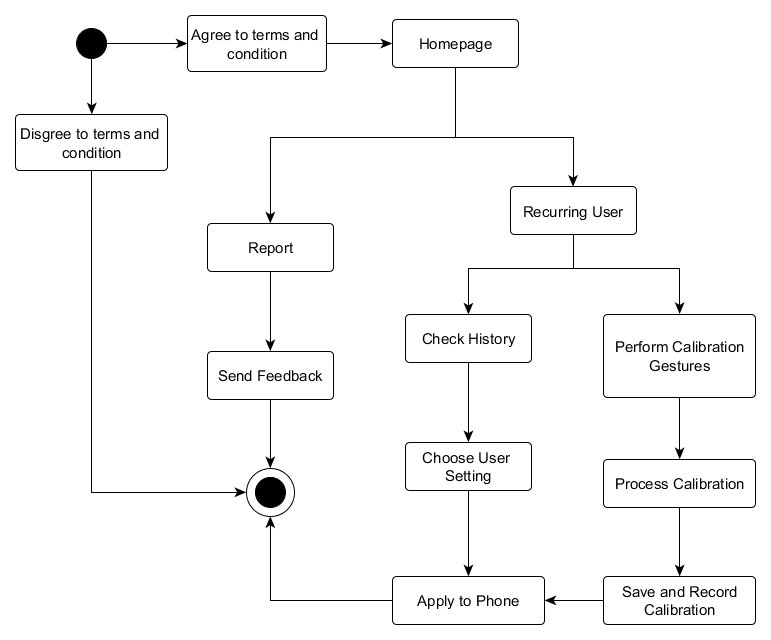 Agree to terms and
condition
Homepage
Disgree to terms and
condition
Recurring User
Report
Check History
Perform Calibration
Gestures
Send Feedback
Choose User
Setting
Process Calibration
Apply to Phone
Save and Record
Calibration